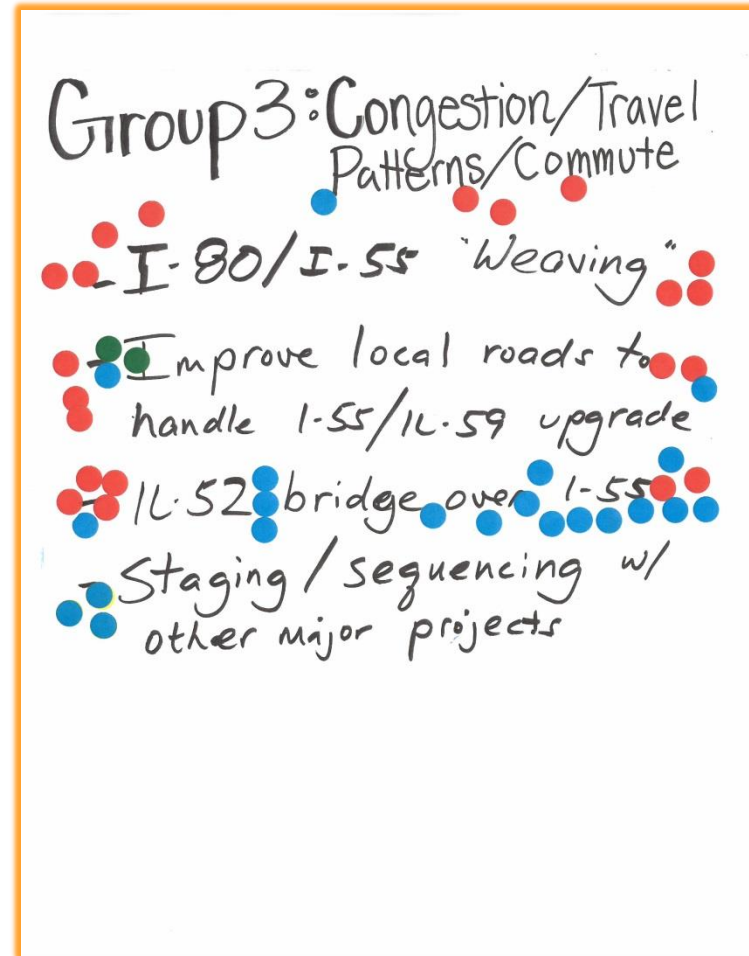 Group 3: Congestion/Travel
Patterns/Commute
- I-80/I-55 "Weaving"
- Improve local roads to
handle I-55/IL-59 upgrade
- IL-52 bridge over I-55
- Staging/sequencing w/
other major projects